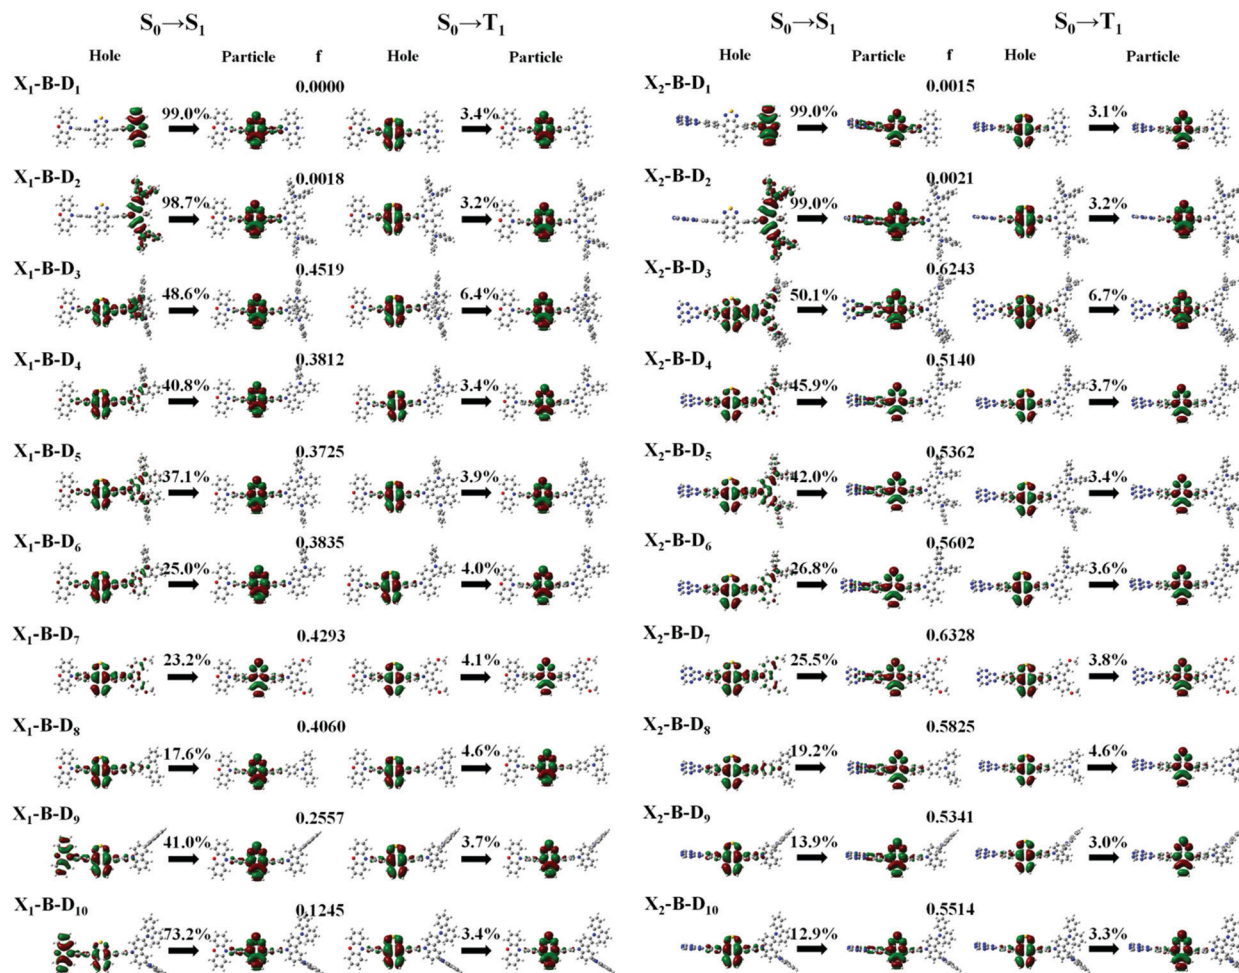 S0→S1 S0→T1
Hole Particle f Hole Particle
X1-B-D1 0.0000
99.0% 3.4%
X1-B-D2 0.0018
98.7% 3.2%
X1-B-D3 0.4519
48.6% 6.4%
X1-B-D4 0.3812
40.8% 3.4%
X1-B-D5 0.3725
37.1% 3.9%
X1-B-D6 0.3835
25.0% 4.0%
X1-B-D7 0.4293
23.2% 4.1%
X1-B-D8 0.4060
17.6% 4.6%
X1-B-D9 0.2557
41.0% 3.7%
X1-B-D10 0.1245
73.2% 3.4%
S0→S1 S0→T1
Hole Particle f Hole Particle
X2-B-D1 0.0015
99.0% 3.1%
X2-B-D2 0.0021
99.0% 3.2%
X2-B-D3 0.6243
50.1% 6.7%
X2-B-D4 0.5140
45.9% 3.7%
X2-B-D5 0.5362
42.0% 3.4%
X2-B-D6 0.5602
26.8% 3.6%
X2-B-D7 0.6328
25.5% 3.8%
X2-B-D8 0.5825
19.2% 4.6%
X2-B-D9 0.5341
13.9% 3.0%
X2-B-D10 0.5514
12.9% 3.3%